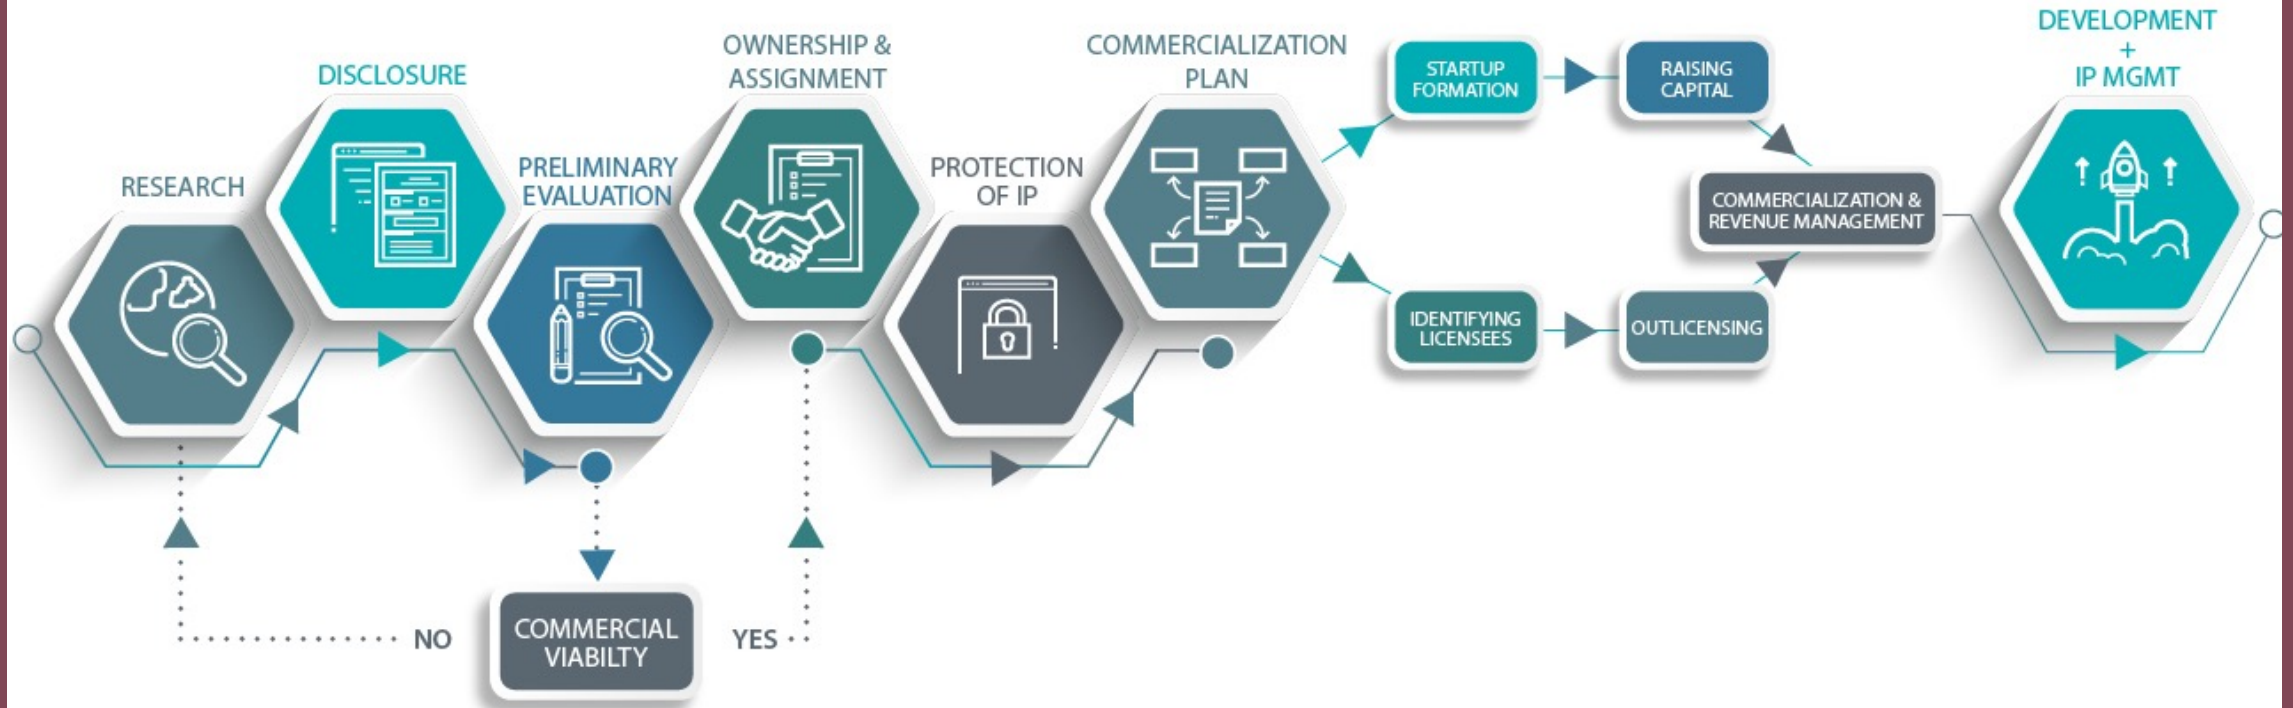 RESEARCH
DISCLOSURE
PRELIMINARY
EVALUATION
OWNERSHIP &
ASSIGNMENT
PROTECTION
OF IP
COMMERCIALIZATION
PLAN
STARTUP
FORMATION
RAISING
CAPITAL
IDENTIFYING
LICENSEES
OUTLICENSING
COMMERCIALIZATION &
REVENUE MANAGEMENT
DEVELOPMENT
+
IP MGMT
NO
COMMERCIAL
VIABILTY
YES